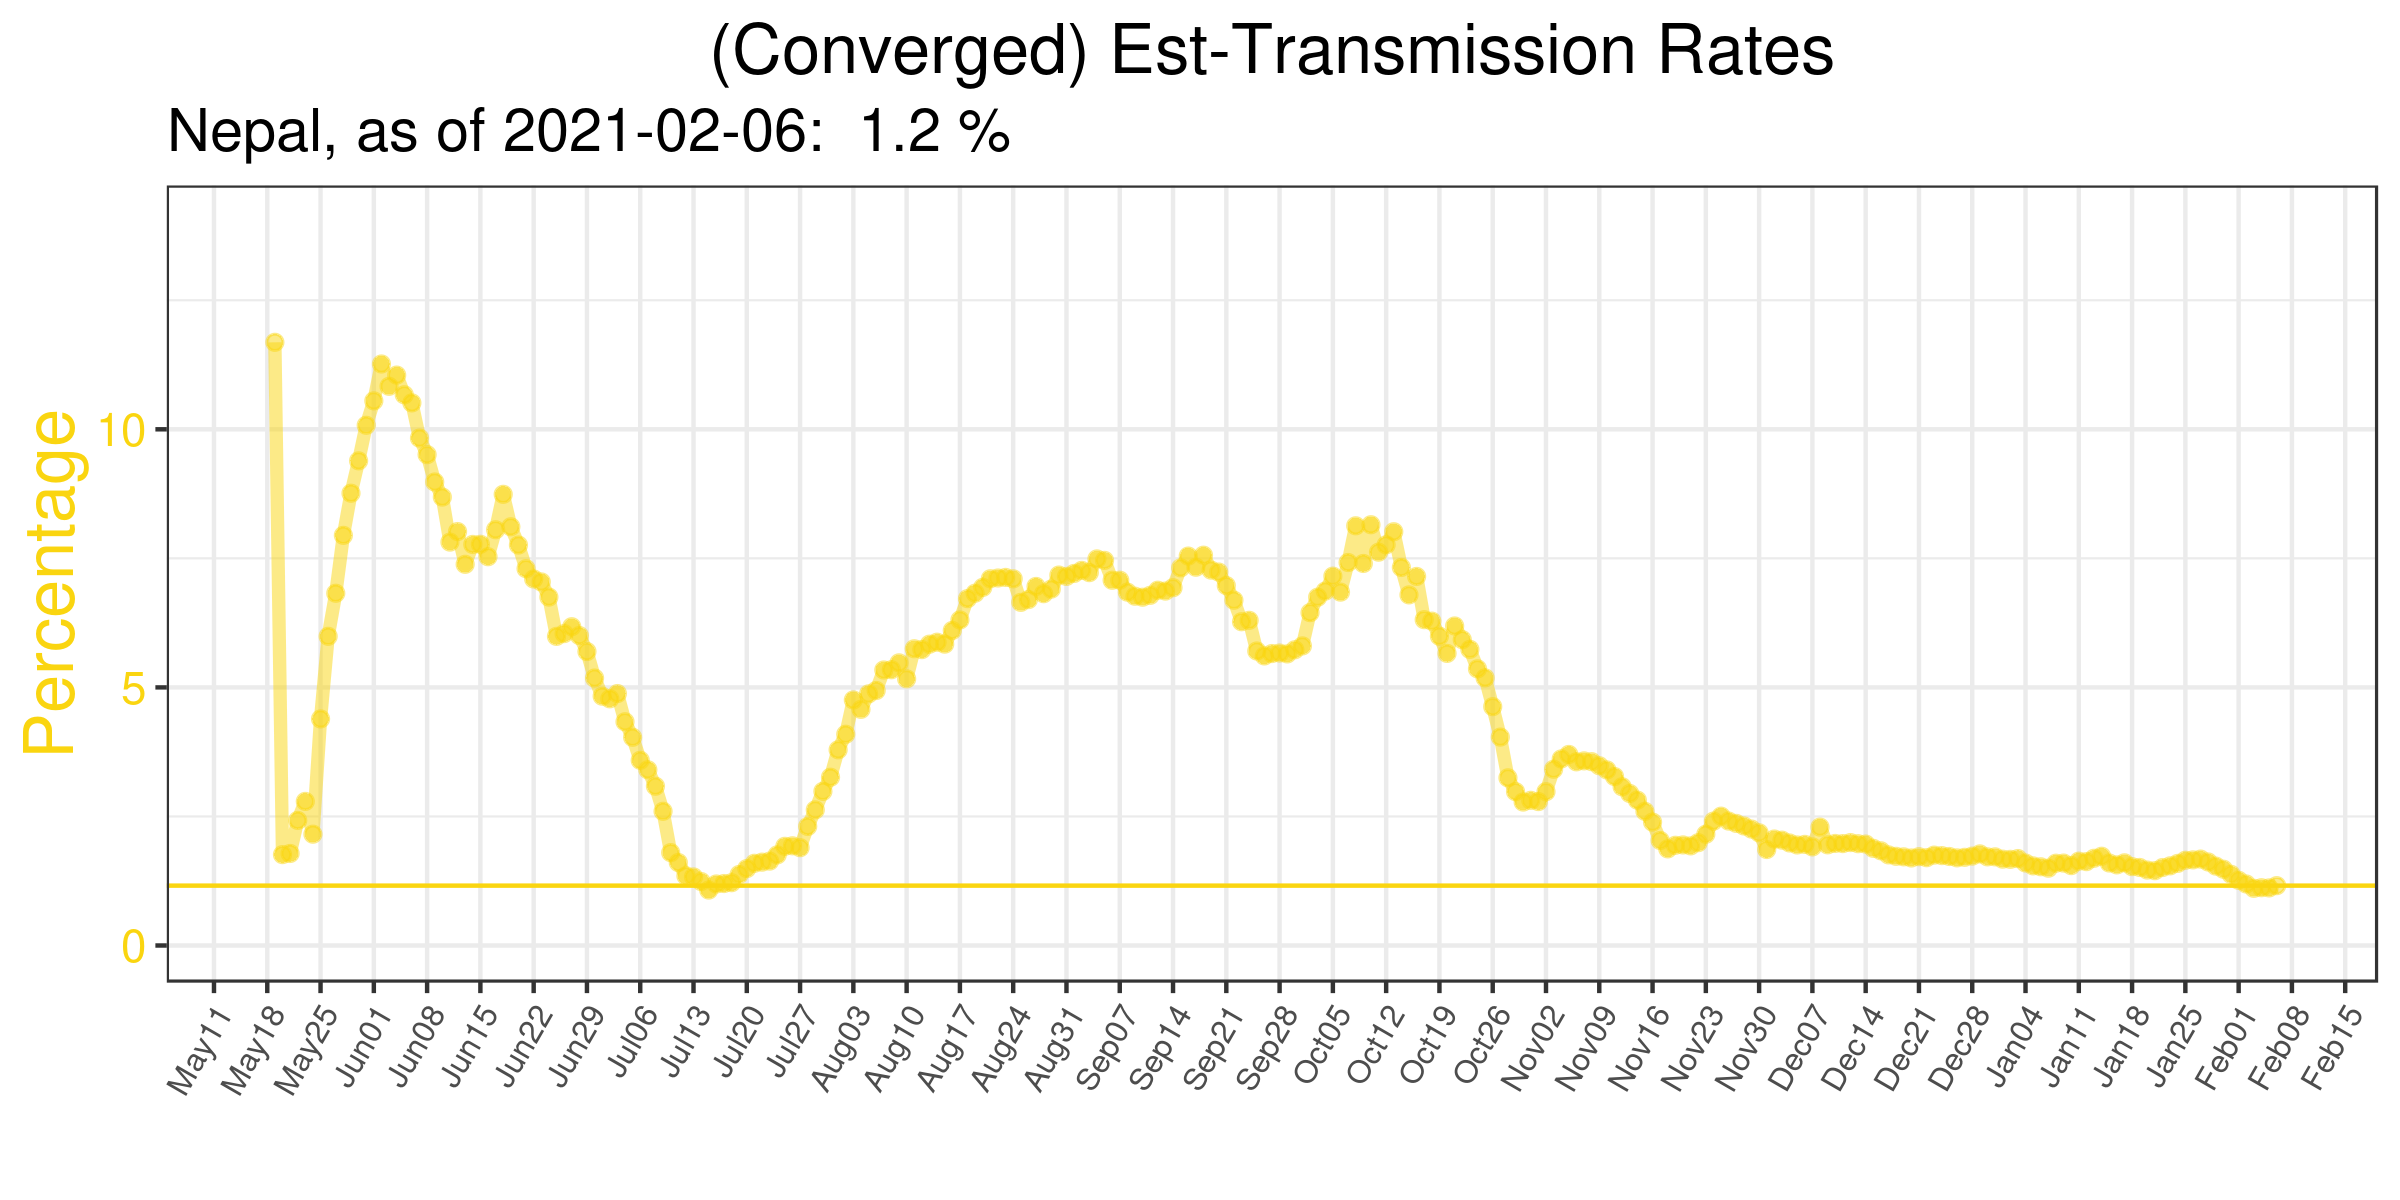 (Converged) Est-Transmission Rates
Nepal, as of 2021-02-06:  1.2 %
Percentage
10
5
0
May11
May18
May25
Jun01
Jun08
Jun15
Jun22
Jun29
Jul06
Jul13
Jul20
Jul27
Aug03
Aug10
Aug17
Aug24
Aug31
Sep07
Sep14
Sep21
Sep28
Oct05
Oct12
Oct19
Oct26
Nov02
Nov09
Nov16
Nov23
Nov30
Dec07
Dec14
Dec21
Dec28
Jan04
Jan11
Jan18
Jan25
Feb01
Feb08
Feb15